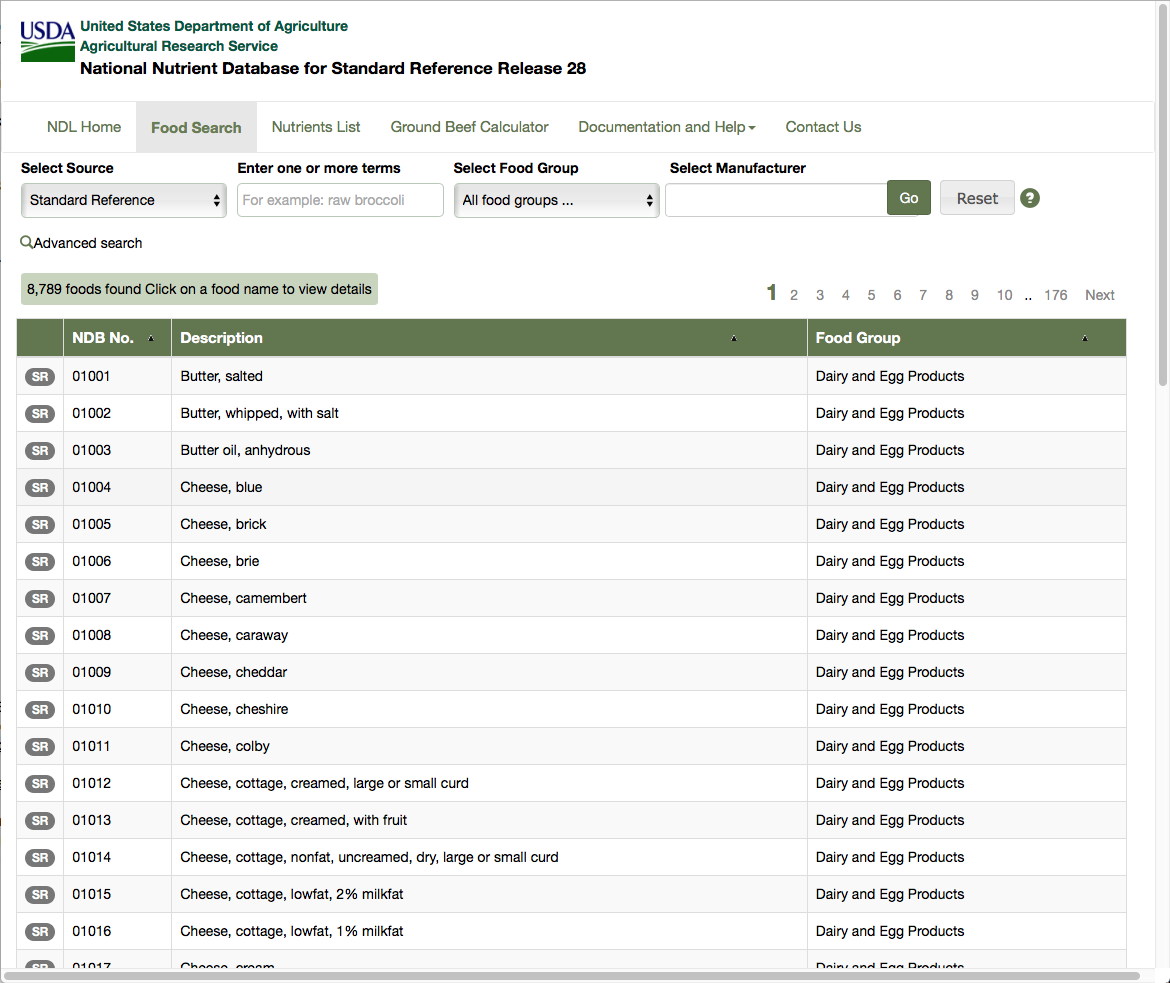 USDA
United States Department of Agriculture
Agricultural Research Service
National Nutrient Database for Standard Reference Release 28
NDL Home Food Search Nutrients List Ground Beef Calculator Documentation and Help Contact Us
Select Source Enter one or more terms Select Food Group Select Manufacturer
Standard Reference For example: raw broccoli All food groups ... Go Reset ?
Advanced search
8,789 foods found Click on a food name to view details
1 2 3 4 5 6 7 8 9 10 .. 176 Next
NDB No. Description Food Group
SR 01001 Butter, salted Dairy and Egg Products
SR 01002 Butter, whipped, with salt Dairy and Egg Products
SR 01003 Butter oil, anhydrous Dairy and Egg Products
SR 01004 Cheese, blue Dairy and Egg Products
SR 01005 Cheese, brick Dairy and Egg Products
SR 01006 Cheese, brie Dairy and Egg Products
SR 01007 Cheese, camembert Dairy and Egg Products
SR 01008 Cheese, caraway Dairy and Egg Products
SR 01009 Cheese, cheddar Dairy and Egg Products
SR 01010 Cheese, cheshire Dairy and Egg Products
SR 01011 Cheese, colby Dairy and Egg Products
SR 01012 Cheese, cottage, creamed, large or small curd Dairy and Egg Products
SR 01013 Cheese, cottage, creamed, with fruit Dairy and Egg Products
SR 01014 Cheese, cottage, nonfat, uncreamed, dry, large or small curd Dairy and Egg Products
SR 01015 Cheese, cottage, lowfat, 2% milkfat Dairy and Egg Products
SR 01016 Cheese, cottage, lowfat, 1% milkfat Dairy and Egg Products
SR 01017 Cheese, cream Dairy and Egg Products